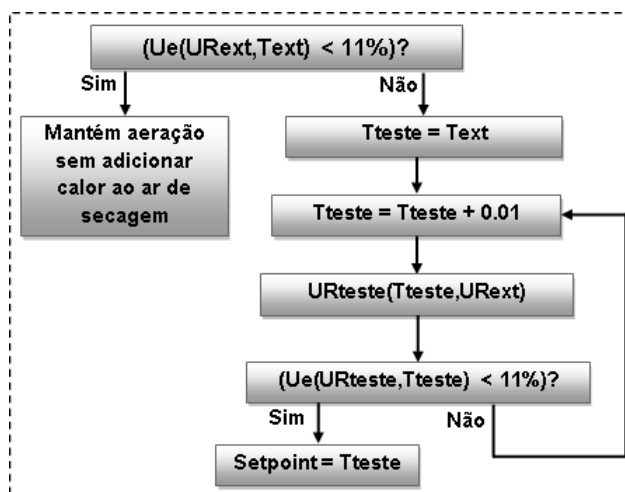 (Ue(URext,Text) < 11%)?
Sim
Não
Mantém aeração
sem adicionar
calor ao ar de
secagem
Tteste = Text
Tteste = Tteste + 0.01
URteste(Tteste,URext)
(Ue(URteste,Tteste) < 11%)?
Sim
Não
Setpoint = Tteste